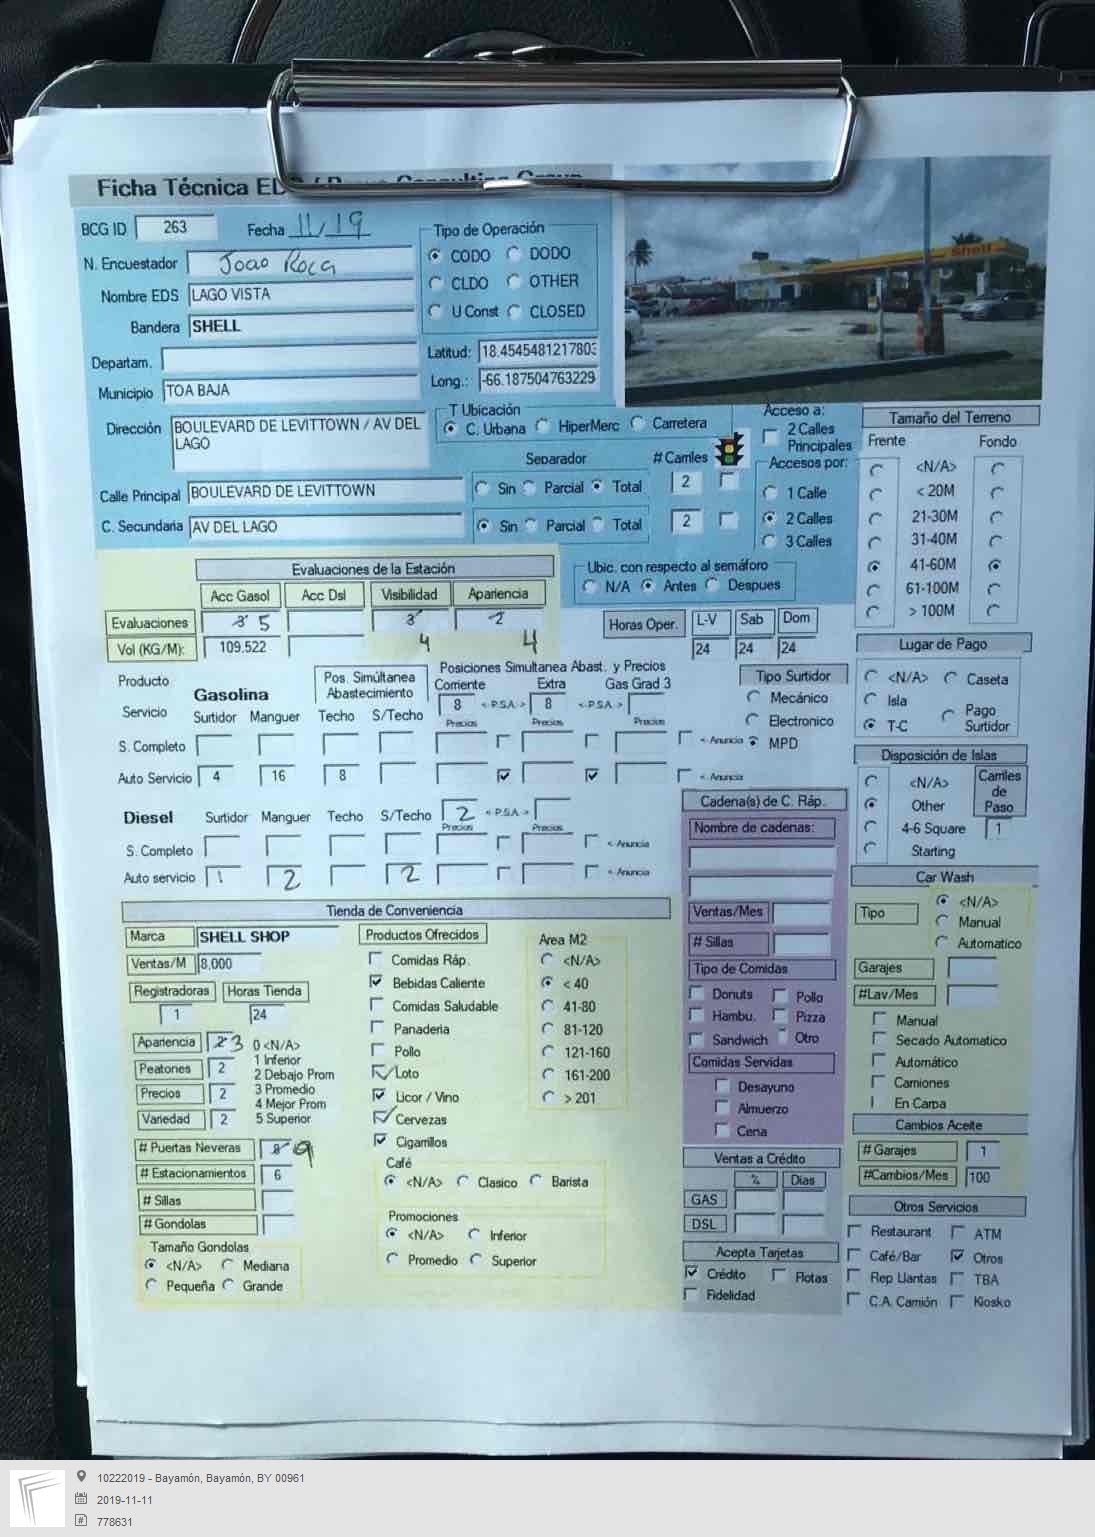 Ficha Técnica
BCG ID 263 Fecha 11/19
N. Encuestador Joao Roca
Nombre EDS LAGO VISTA
Bandera SHELL
Departam.
Municipio TOA BAJA
Dirección BOULEVARD DE LEVITTOWN / AV DEL
LAGO
Calle Principal BOULEVARD DE LEVITTOWN
C. Secundaria AV DEL LAGO
Tipo de Operación
CODO DODO
CLDO OTHER
U Const CLOSED
Latitud: 18.4545481217803
Long.: -66.187504763229
Shell
T Ubicación
C. Urbana HiperMerc Carretera
Separador # Carriles
Sin Parcial Total 2
Sin Parcial Total 2
Acceso a:
2 Calles
Principales
Accesos por:
1 Calle
2 Calles
3 Calles
Ubic. con respecto al semáforo
N/A Antes Despues
Tamaño del Terreno
Frente Fondo
<N/A>
< 20M
21-30M
31-40M
41-60M
61-100M
> 100M
Evaluaciones de la Estación
Acc Gasol Acc Dsl Visibilidad Apariencia
Evaluaciones 3 5 3 4 2 4
Vol (KG/M): 109.522
Horas Oper. L-V Sab Dom
24 24 24
Lugar de Pago
<N/A> Caseta
Isla
T-C Pago
Surtidor
Producto
Gasolina
Servicio
Pos. Simúltánea
Abastecimiento
Posiciones Simultanea Abast. y Precios
Corriente Extra Gas Grad 3
8 <-P.S.A.-> 8 <-P.S.A.->
Surtidor Manguer Techo S/Techo Precios Precios Precios
S. Completo <-Anuncia
Auto Servicio 4 16 8 <-Anuncia
Tipo Surtidor
Mecánico
Electronico
MPD
Disposición de Islas
<N/A>
Other
4-6 Square
Starting
Carriles
de
Paso
1
Diesel Surtidor Manguer Techo S/Techo 2 <-P.S.A.->
Precios Precios
S. Completo <-Anuncia
Auto servicio 1 2 2 <-Anuncia
Cadena(s) de C. Ráp.
Nombre de cadenas:
Ventas/Mes
# Sillas
Tipo de Comidas
Donuts Pollo
Hambu. Pizza
Sandwich Otro
Comidas Servidas
Desayuno
Almuerzo
Cena
Ventas a Crédito
% Dias
GAS
DSL
Acepta Tarjetas
Crédito Flotas
Fidelidad
Car Wash
Tipo <N/A>
Manual
Automatico
Garajes
#Lav/Mes
Manual
Secado Automatico
Automático
Camiones
En Carpa
Cambios Aceite
# Garajes 1
#Cambios/Mes 100
Otros Servicios
Restaurant ATM
Café/Bar Otros
Rep Llantas TBA
C.A. Camión Kiosko
Tienda de Conveniencia
Marca SHELL SHOP
Ventas/M 8,000
Registradoras Horas Tienda
1 24
Apariencia 2 3
Peatones 2
Precios 2
Variedad 2
0 <N/A>
1 Inferior
2 Debajo Prom
3 Promedio
4 Mejor Prom
5 Superior
# Puertas Neveras 8 9
# Estacionamientos 6
# Sillas
# Gondolas
Tamaño Gondolas
<N/A> Mediana
Pequeña Grande
Productos Ofrecidos
Comidas Ráp.
Bebidas Caliente
Comidas Saludable
Panaderia
Pollo
Loto
Licor / Vino
Cervezas
Cigarrillos
Area M2
<N/A>
< 40
41-80
81-120
121-160
161-200
> 201
Café
<N/A> Clasico Barista
Promociones
<N/A> Inferior
Promedio Superior
10222019 - Bayamón, Bayamón, BY 00961
2019-11-11
778631